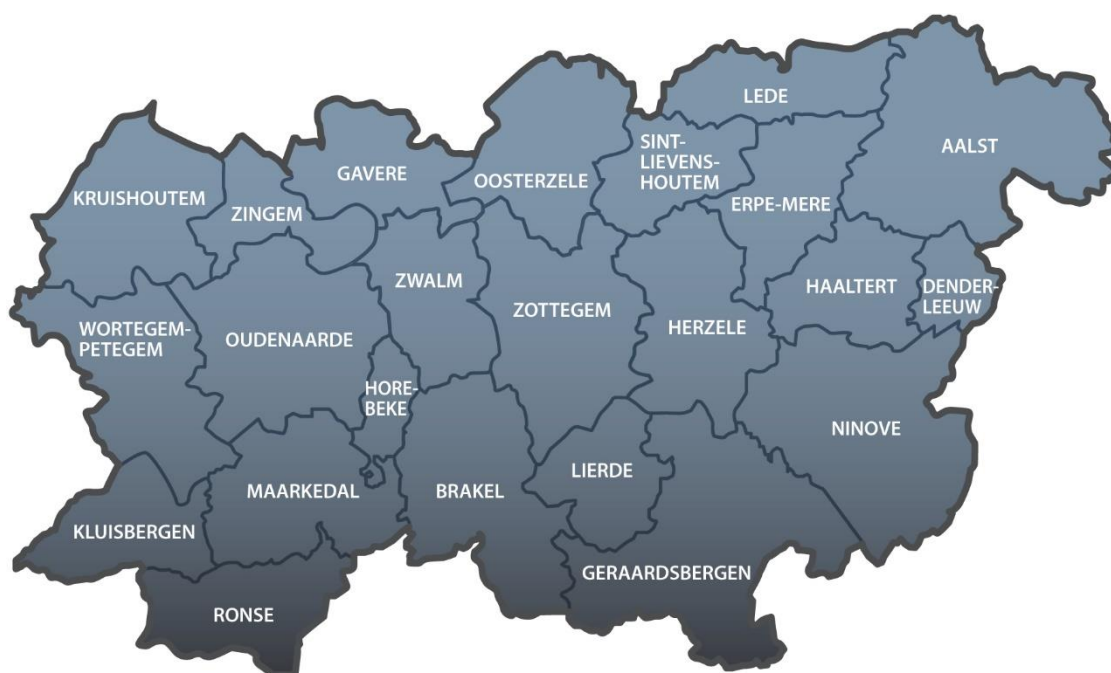 LEDE
AALST
SINT-
LIEVENS-
HOUTEM
GAVERE
OOSTERZELE
KRUISHOUTEM
ZINGEM
ERPE-MERE
ZWALM
HAALTERT
DENDER-
LEEUW
ZOTTEGEM
WORTEGEM-
PETEGEM
OUDENAARDE
HERZELE
HORE-
BEKE
NINOVE
LIERDE
MAARKEDAL
BRAKEL
KLUISBERGEN
GERAARDSBERGEN
RONSE